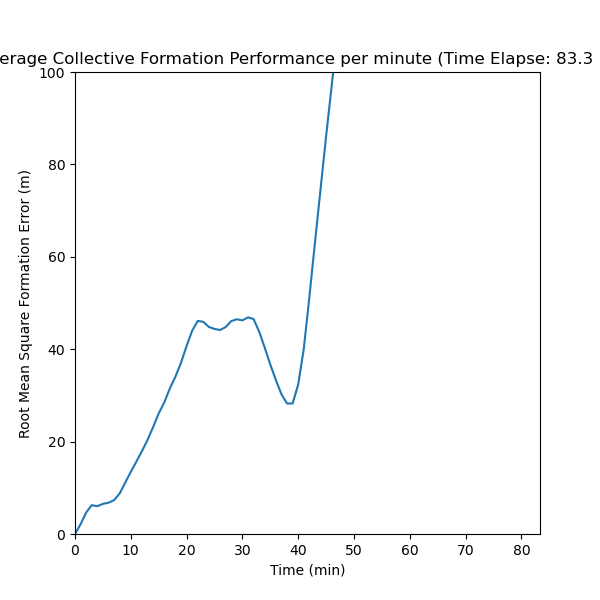 erage Collective Formation Performance per minute (Time Elapse: 83.3
100
80
60
40
20
0
Root Mean Square Formation Error (m)
0 10 20 30 40 50 60 70 80
Time (min)